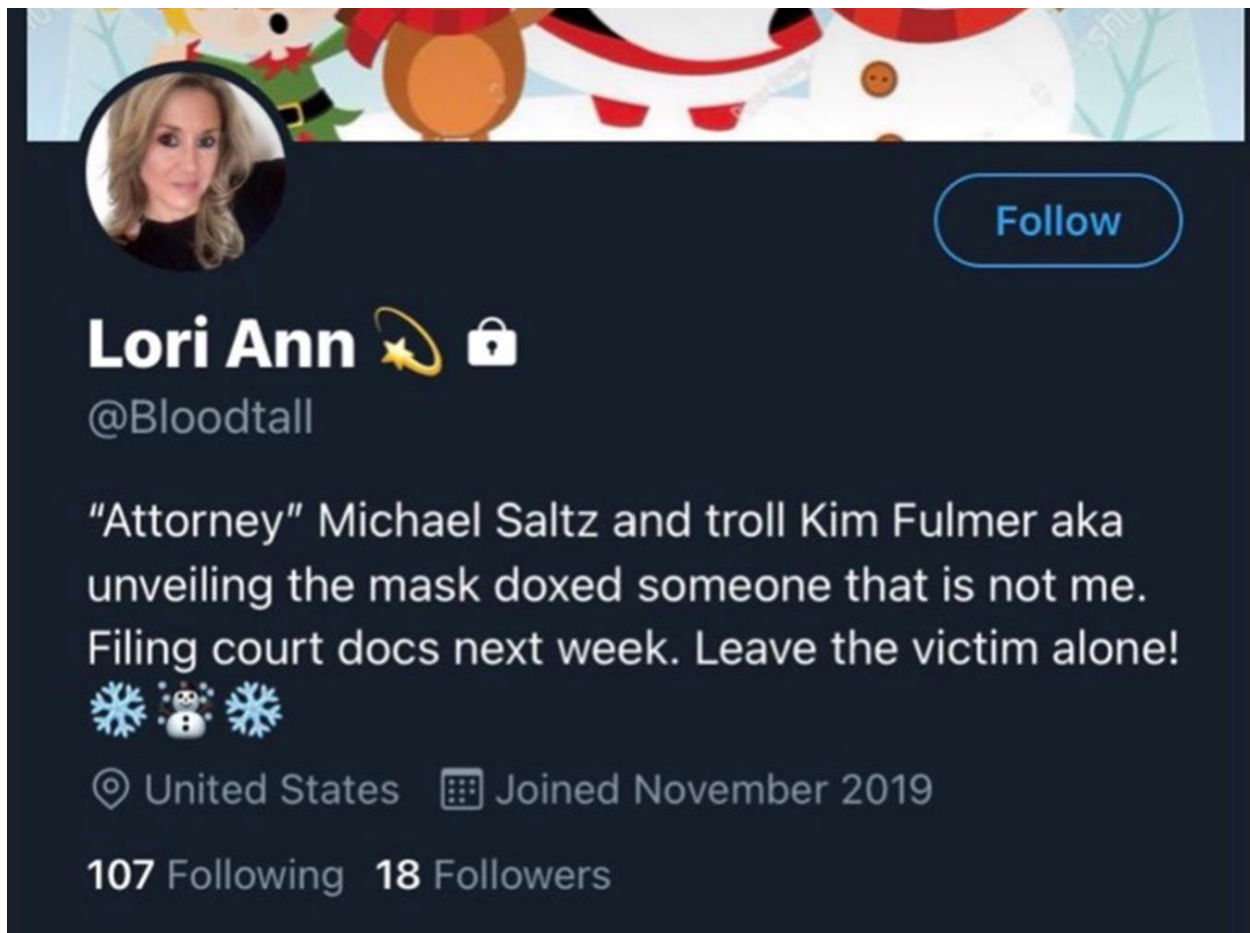 Follow
Lori Ann 💫 🔒
@Bloodtall
“Attorney” Michael Saltz and troll Kim Fulmer aka
unveiling the mask doxed someone that is not me.
Filing court docs next week. Leave the victim alone!
❄️☃️❄️
United States Joined November 2019
107 Following 18 Followers